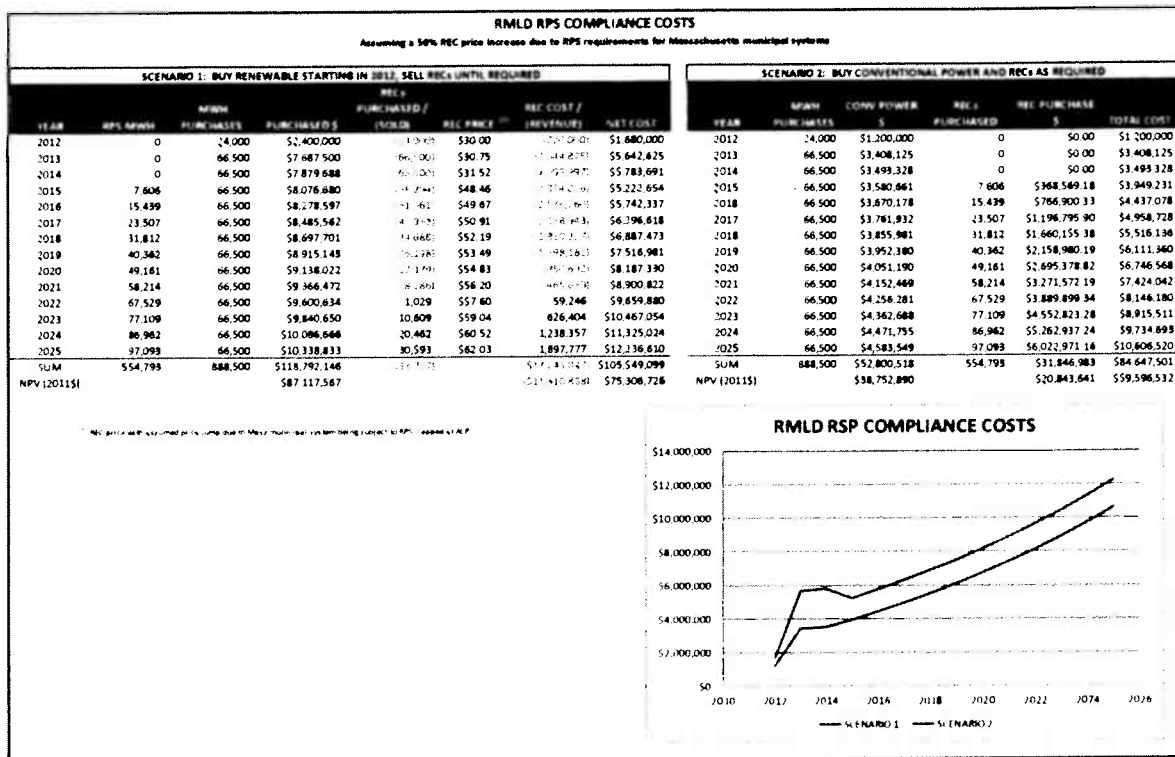 RMLD RPS COMPLIANCE COSTS
Assuming a 50% REC price increase due to RPS requirements for Massachusetts municipal systems
SCENARIO 1: BUY RENEWABLE STARTING IN 2012, SELL RECs UNTIL REQUIRED
RECs
MWH PURCHASED / REC COST /
YEAR RPS MWH PURCHASES PURCHASED $ (SOLD) REC PRICE (REVENUE) NET COST
2012 0 24,000 $2,400,000 $30.00 $1,680,000
2013 0 66,500 $7,687,500 $30.75 $5,642,625
2014 0 66,500 $7,879,688 $31.52 $5,783,691
2015 7,606 66,500 $8,076,680 $48.46 $5,222,654
2016 15,439 66,500 $8,278,597 $49.67 $5,742,337
2017 23,507 66,500 $8,485,562 $50.91 $6,296,618
2018 31,812 66,500 $8,697,701 $52.19 $6,887,473
2019 40,362 66,500 $8,915,143 $53.49 $7,516,981
2020 49,161 66,500 $9,138,022 $54.83 $8,187,330
2021 58,214 66,500 $9,366,472 $56.20 $8,900,822
2022 67,529 66,500 $9,600,634 1,029 $57.60 59,246 $9,659,880
2023 77,109 66,500 $9,840,650 10,609 $59.04 626,404 $10,467,054
2024 86,962 66,500 $10,086,666 20,462 $60.52 1,238,357 $11,325,024
2025 97,093 66,500 $10,338,833 30,593 $62.03 1,897,777 $12,236,610
SUM 554,793 888,500 $118,792,146 $105,549,099
NPV (2011$) $87,117,567 $75,306,726
SCENARIO 2: BUY CONVENTIONAL POWER AND RECs AS REQUIRED
MWH CONV POWER RECs REC PURCHASE
YEAR PURCHASES $ PURCHASED $ TOTAL COST
2012 24,000 $1,200,000 0 $0.00 $1,200,000
2013 66,500 $3,408,125 0 $0.00 $3,408,125
2014 66,500 $3,493,328 0 $0.00 $3,493,328
2015 66,500 $3,580,661 7,606 $368,569.18 $3,949,231
2016 66,500 $3,670,178 15,439 $766,900.33 $4,437,078
2017 66,500 $3,761,932 23,507 $1,196,795.90 $4,958,728
2018 66,500 $3,855,981 31,812 $1,660,155.38 $5,516,136
2019 66,500 $3,952,380 40,362 $2,158,980.19 $6,111,360
2020 66,500 $4,051,190 49,161 $2,695,378.82 $6,746,568
2021 66,500 $4,152,469 58,214 $3,271,572.19 $7,424,042
2022 66,500 $4,256,281 67,529 $3,889,899.34 $8,146,180
2023 66,500 $4,362,688 77,109 $4,552,823.28 $8,915,511
2024 66,500 $4,471,755 86,962 $5,262,937.24 $9,734,693
2025 66,500 $4,583,549 97,093 $6,022,971.16 $10,606,520
SUM 888,500 $52,800,518 554,793 $31,846,983 $84,647,501
NPV (2011$) $38,752,890 $20,843,641 $59,596,532
RMLD RSP COMPLIANCE COSTS
$14,000,000
$12,000,000
$10,000,000
$8,000,000
$6,000,000
$4,000,000
$2,000,000
$0
2010 2012 2014 2016 2018 2020 2022 2024 2026
SCENARIO 1 SCENARIO 2